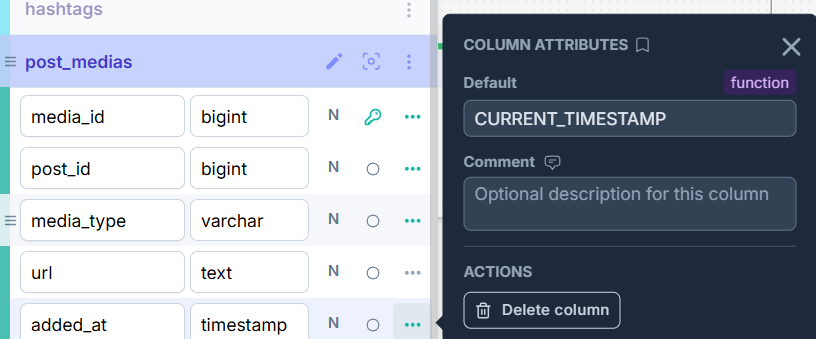 hashtags
post_medias
media_id bigint N
post_id bigint N
media_type varchar N
url text N
added_at timestamp N
COLUMN ATTRIBUTES
Default function
CURRENT_TIMESTAMP
Comment
Optional description for this column
ACTIONS
Delete column